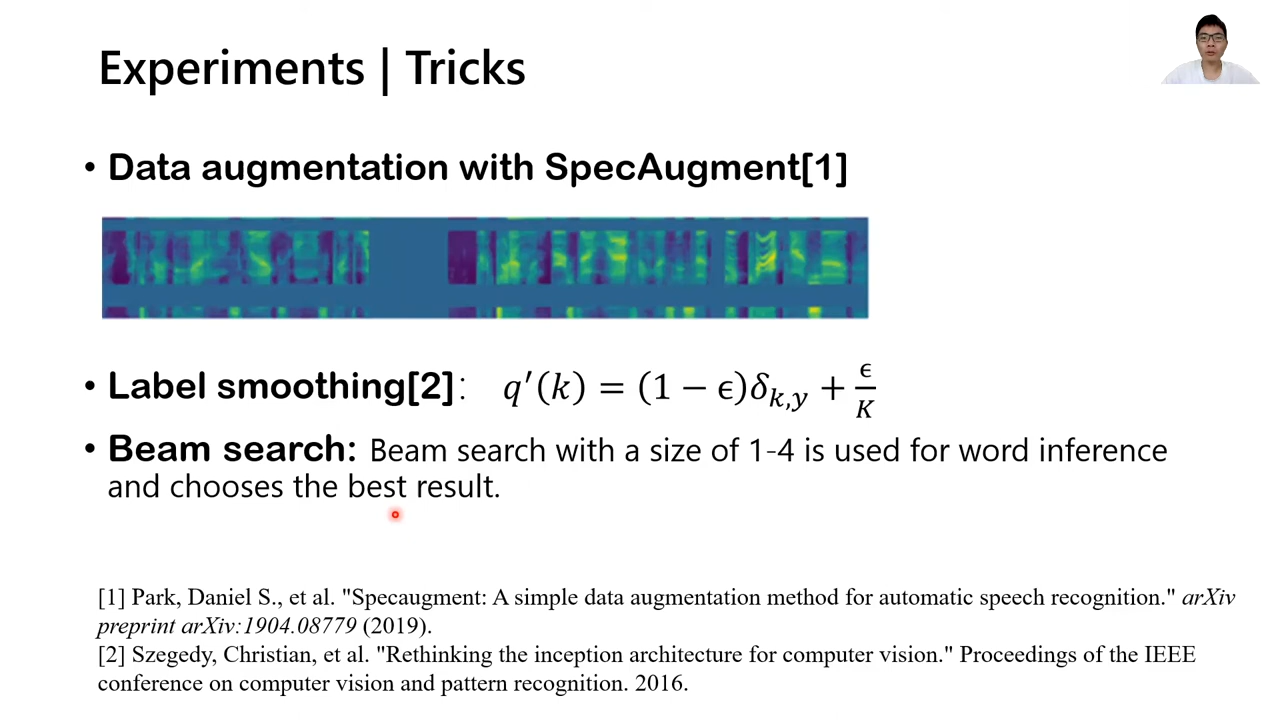 Experiments | Tricks
• Data augmentation with SpecAugment[1]
• Label smoothing[2]： q′(k) = (1 − ϵ)δ_{k,y} + ϵ/K
• Beam search: Beam search with a size of 1-4 is used for word inference
and chooses the best result.
[1] Park, Daniel S., et al. "Specaugment: A simple data augmentation method for automatic speech recognition." arXiv
preprint arXiv:1904.08779 (2019).
[2] Szegedy, Christian, et al. "Rethinking the inception architecture for computer vision." Proceedings of the IEEE
conference on computer vision and pattern recognition. 2016.